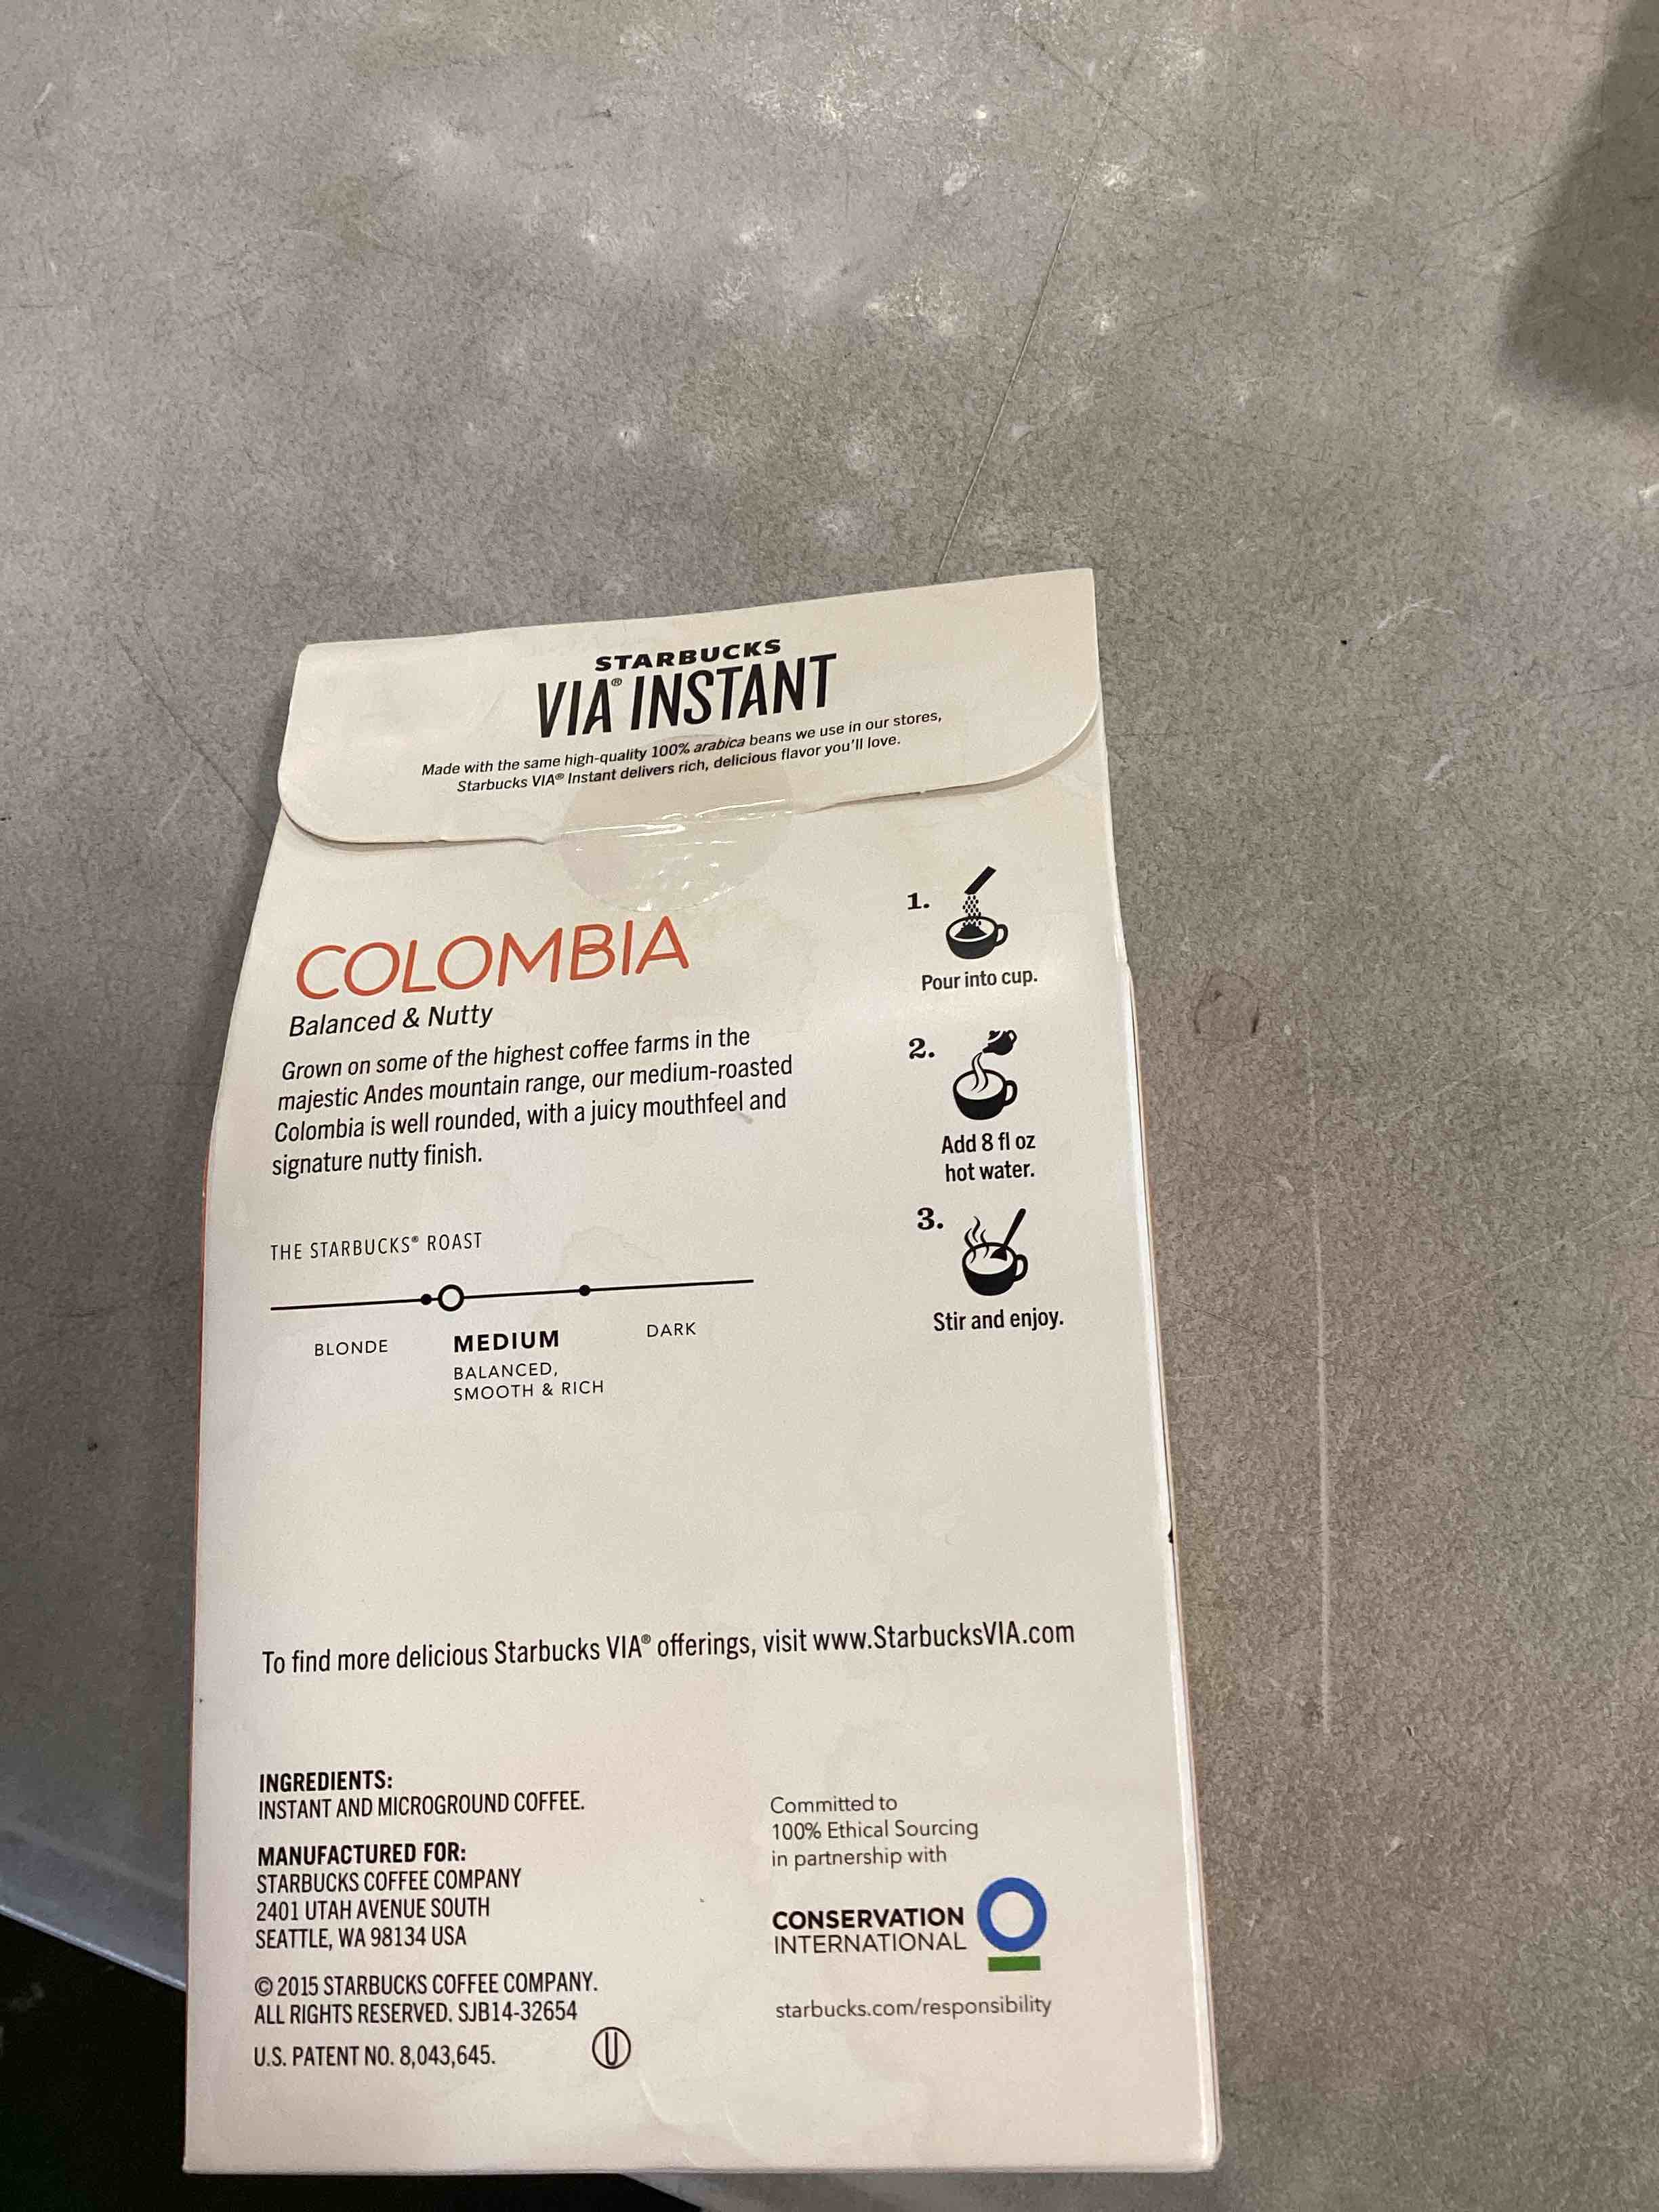 STARBUCKS
VIA® INSTANT
Made with the same high-quality 100% arabica beans we use in our stores,
Starbucks VIA® Instant delivers rich, delicious flavor you'll love.
COLOMBIA
Balanced & Nutty
Grown on some of the highest coffee farms in the
majestic Andes mountain range, our medium-roasted
Colombia is well rounded, with a juicy mouthfeel and
signature nutty finish.
THE STARBUCKS® ROAST
BLONDE
MEDIUM
DARK
BALANCED,
SMOOTH & RICH
1.
Pour into cup.
2.
Add 8 fl oz
hot water.
3.
Stir and enjoy.
To find more delicious Starbucks VIA® offerings, visit www.StarbucksVIA.com
INGREDIENTS:
INSTANT AND MICROGROUND COFFEE.
MANUFACTURED FOR:
STARBUCKS COFFEE COMPANY
2401 UTAH AVENUE SOUTH
SEATTLE, WA 98134 USA
© 2015 STARBUCKS COFFEE COMPANY.
ALL RIGHTS RESERVED. SJB14-32654
U.S. PATENT NO. 8,043,645.
U
Committed to
100% Ethical Sourcing
in partnership with
CONSERVATION
INTERNATIONAL
starbucks.com/responsibility